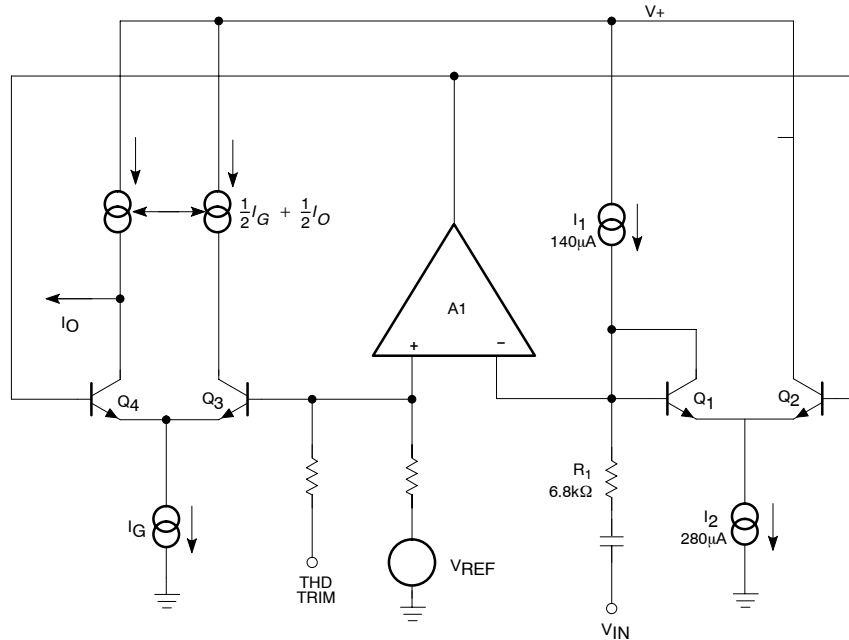 V+
½IG + ½IO
I1
140μA
A1
+
−
IO
Q4
Q3
Q1
Q2
R1
6.8kΩ
IG
I2
280μA
THD
TRIM
VREF
VIN